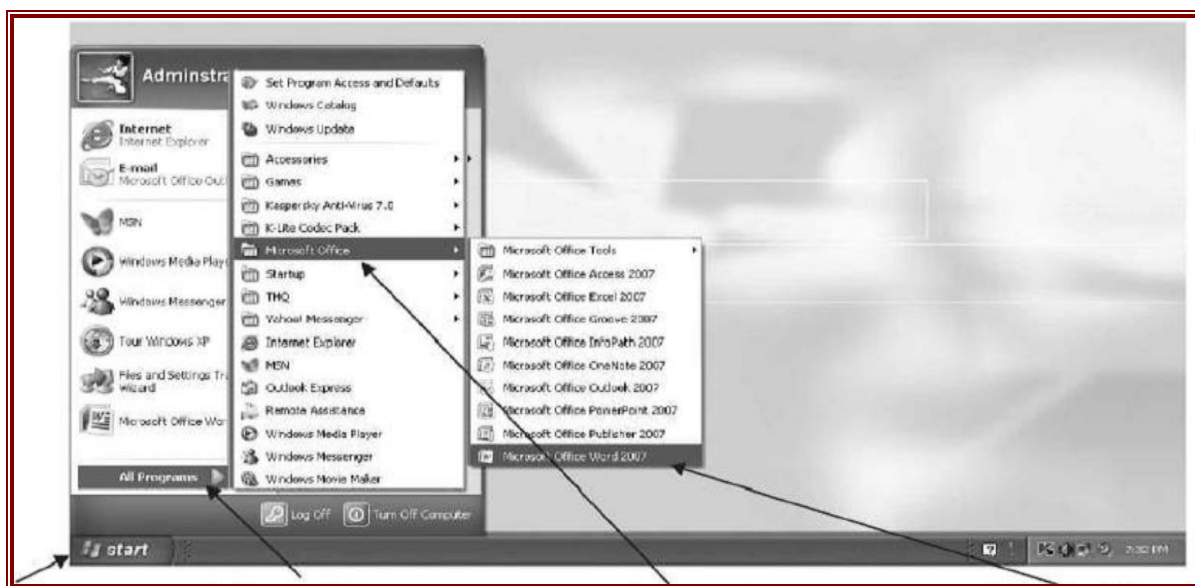 Adminstra
Internet
Internet Explorer
E-mail
Microsoft Office Outl
MSN
Windows Media Playe
Windows Messenger
Tour Windows XP
Files and Settings Tra
Wizard
Microsoft Office Wor
All Programs
Set Program Access and Defaults
Windows Catalog
Windows Update
Accessories
Games
Kaspersky Anti-Virus 7.0
K-Lite Codec Pack
Microsoft Office
Startup
THQ
Yahoo! Messenger
Internet Explorer
MSN
Outlook Express
Remote Assistance
Windows Media Player
Windows Messenger
Windows Movie Maker
Microsoft Office Tools
Microsoft Office Access 2007
Microsoft Office Excel 2007
Microsoft Office Groove 2007
Microsoft Office InfoPath 2007
Microsoft Office OneNote 2007
Microsoft Office Outlook 2007
Microsoft Office PowerPoint 2007
Microsoft Office Publisher 2007
Microsoft Office Word 2007
Log Off
Turn Off Computer
start